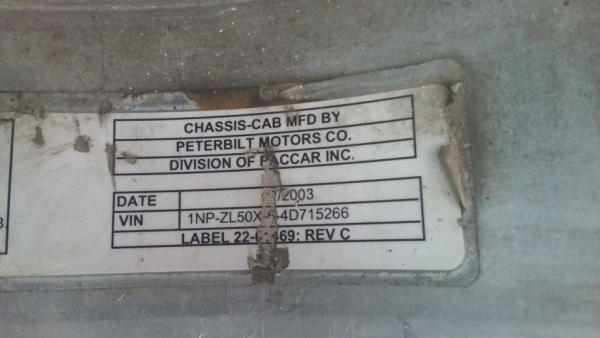 CHASSIS-CAB MFD BY
PETERBILT MOTORS CO.
DIVISION OF PACCAR INC.
DATE /2003
VIN 1NP-ZL50X-6-4D715266
LABEL 22- 469; REV C